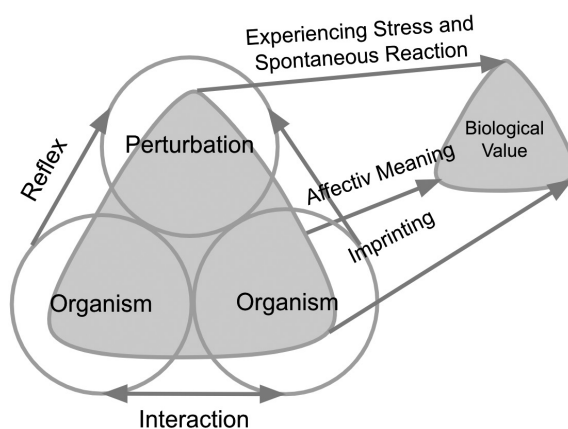 Experiencing Stress and
Spontaneous Reaction
Biological
Value
Perturbation
Reflex
Affectiv Meaning
Imprinting
Organism
Organism
Interaction